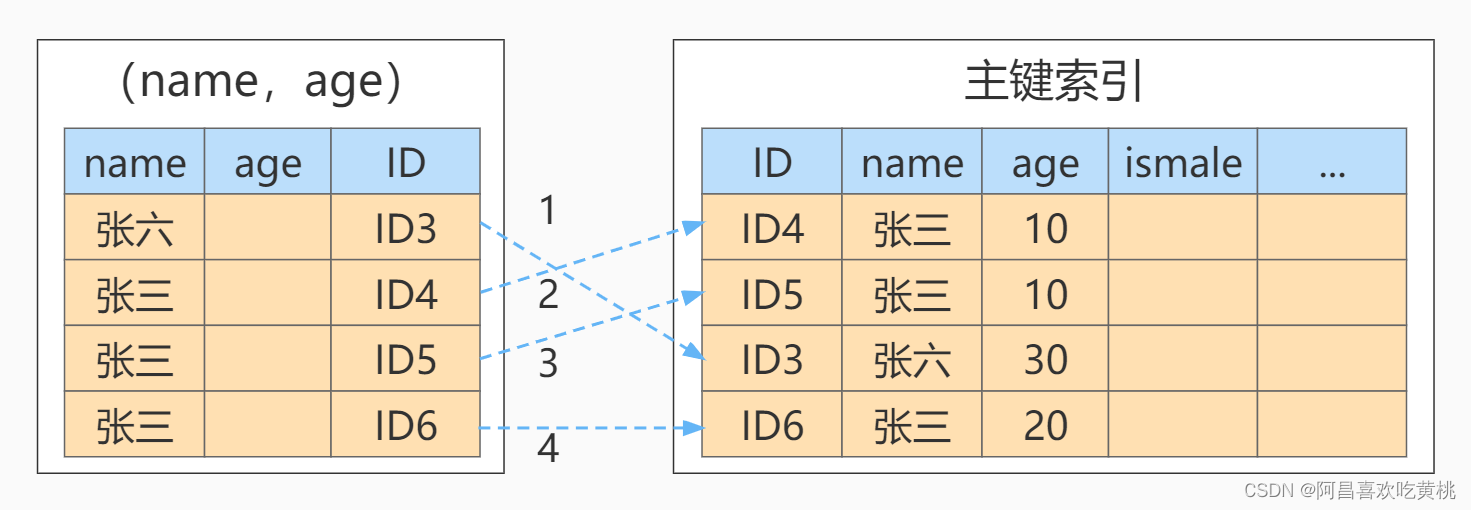 (name，age)
name age ID
张六 ID3
张三 ID4
张三 ID5
张三 ID6
1
2
3
4
主键索引
ID name age ismale ...
ID4 张三 10
ID5 张三 10
ID3 张六 30
ID6 张三 20
CSDN @阿昌喜欢吃黄桃